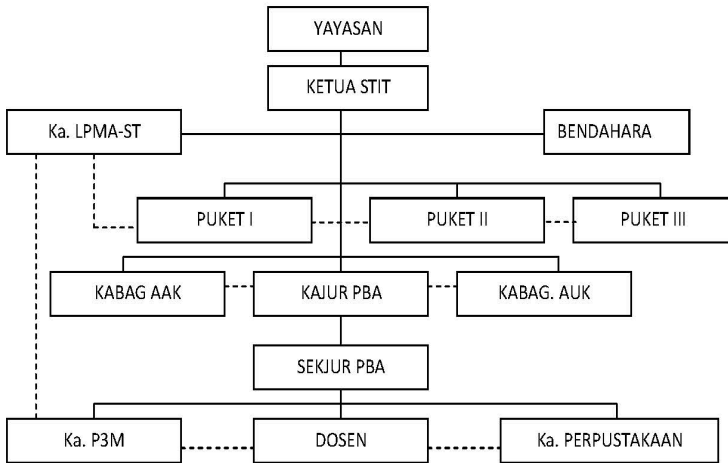 YAYASAN
KETUA STIT
Ka. LPMA-ST
BENDAHARA
PUKET I
PUKET II
PUKET III
KABAG AAK
KAJUR PBA
KABAG. AUK
SEKJUR PBA
Ka. P3M
DOSEN
Ka. PERPUSTAKAAN